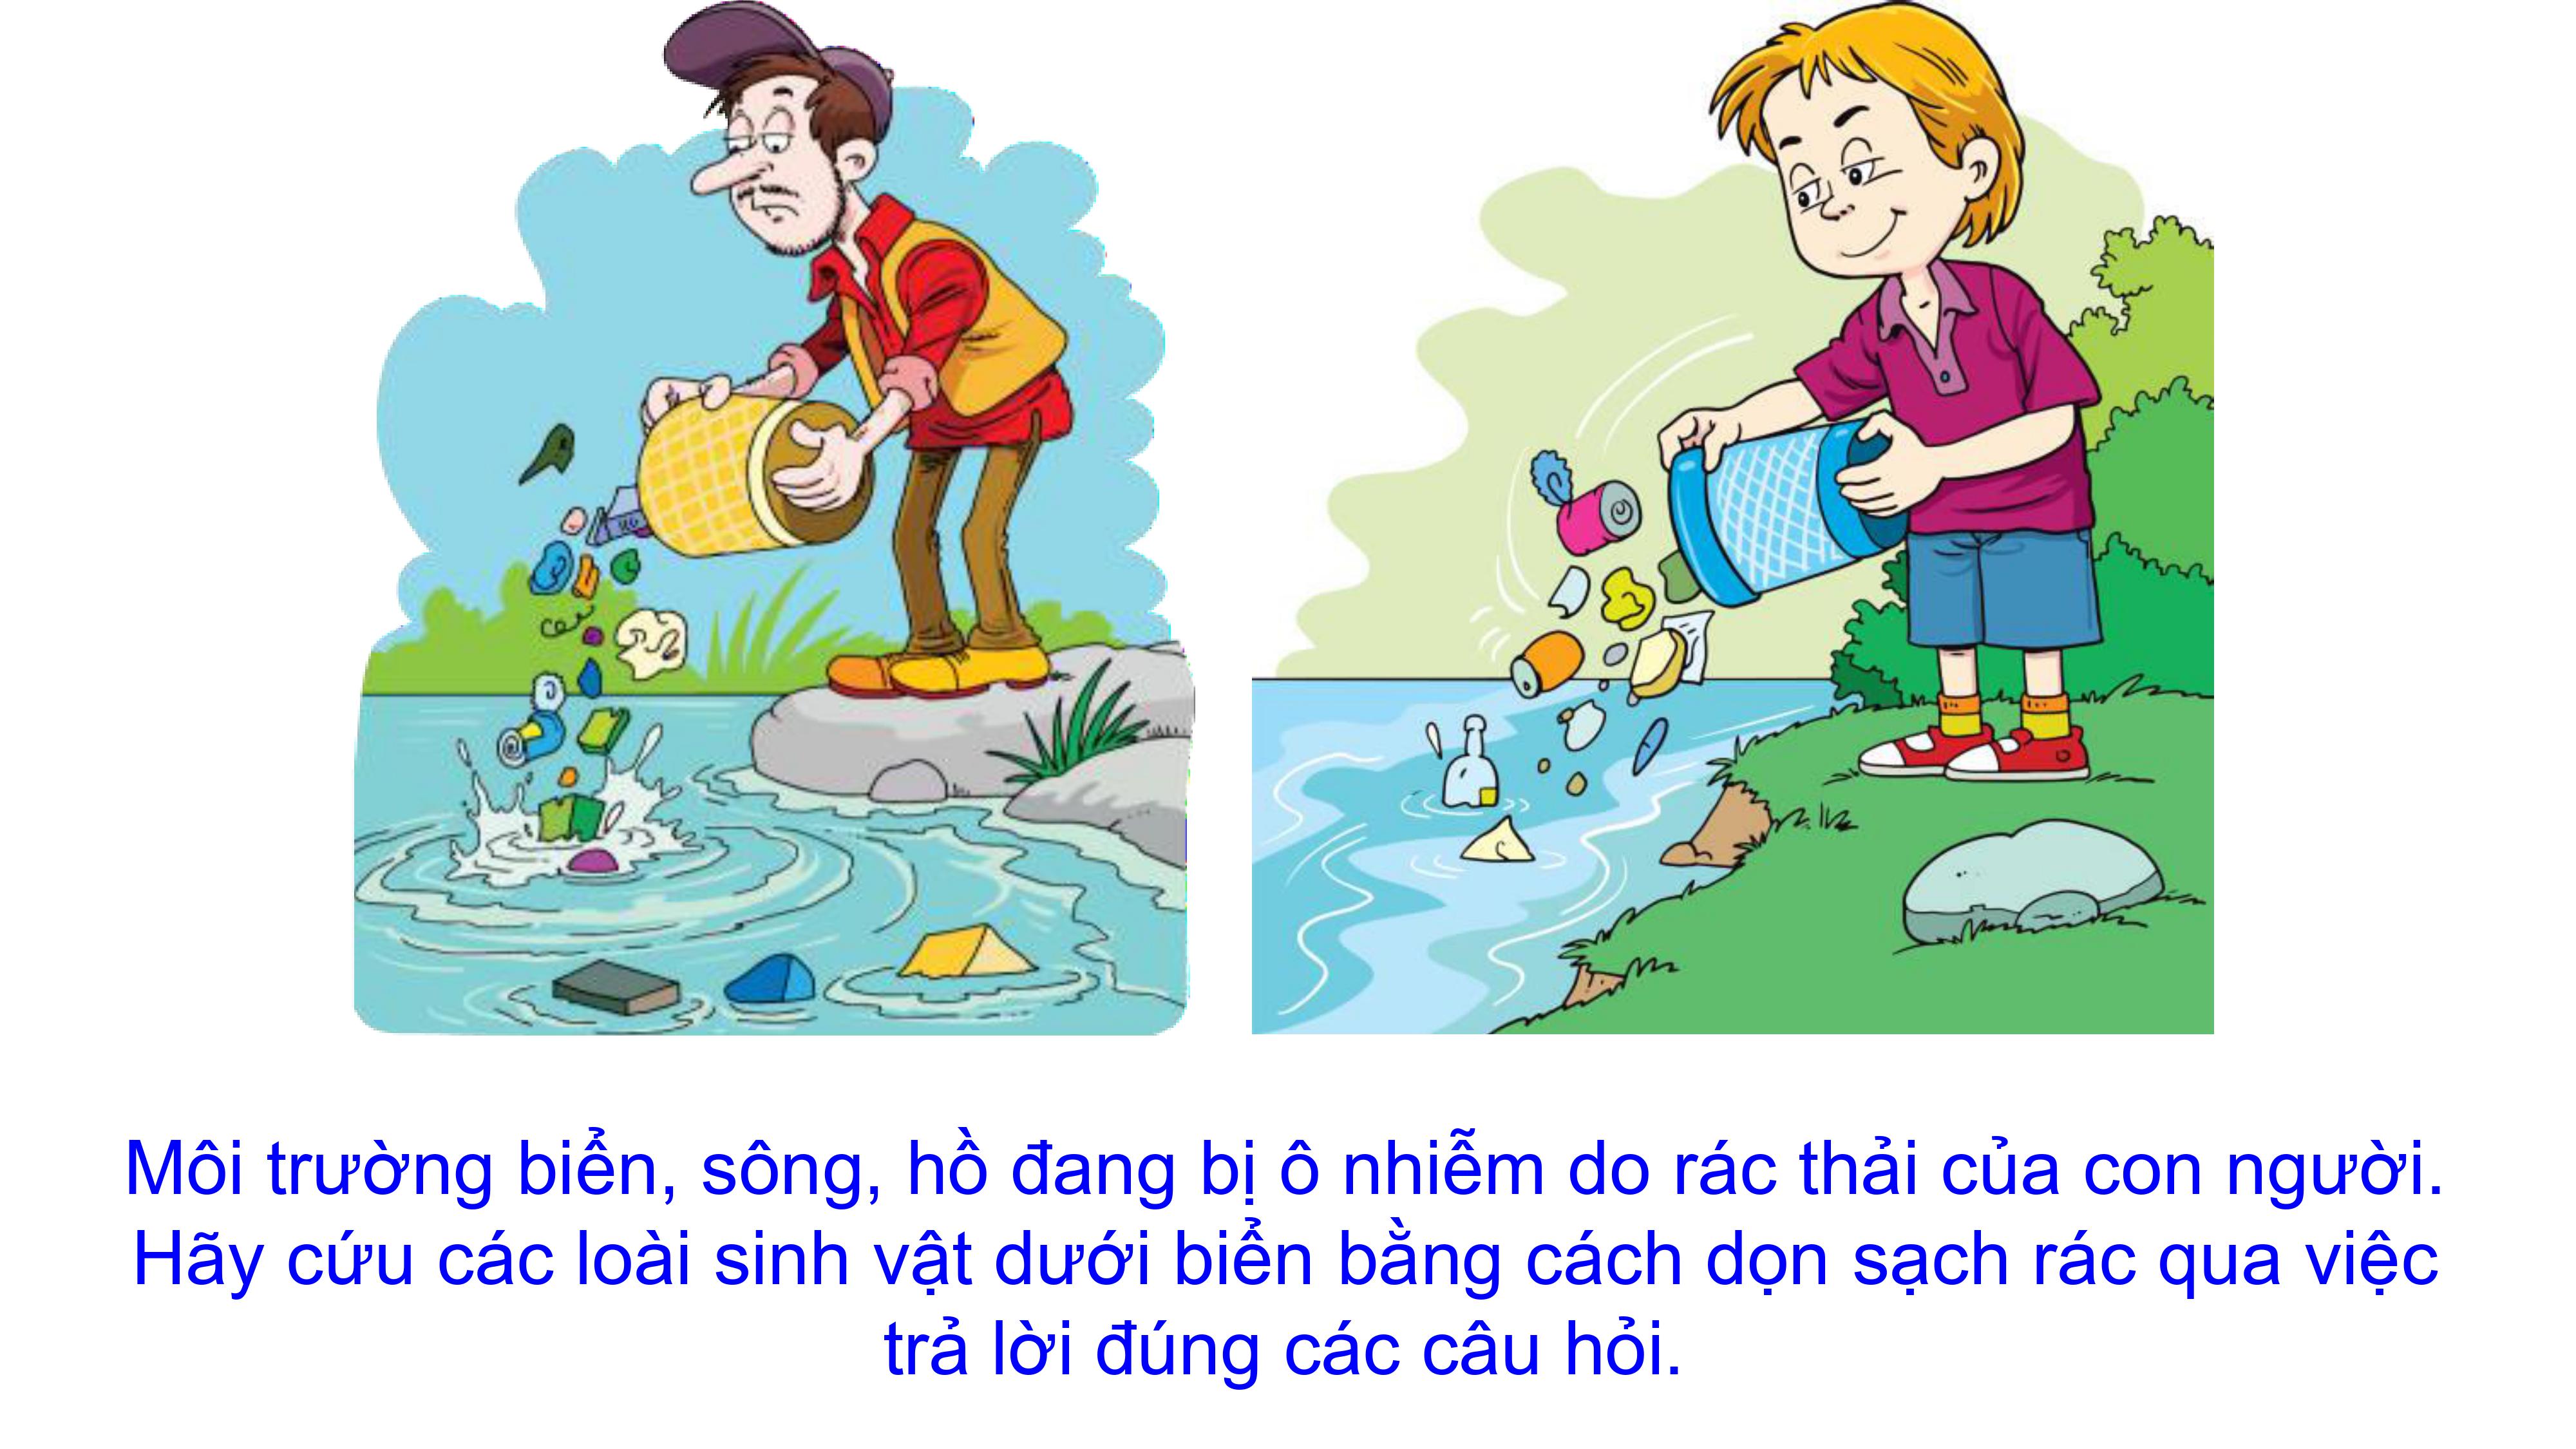 Môi trường biển, sông, hồ đang bị ô nhiễm do rác thải của con người.
Hãy cứu các loài sinh vật dưới biển bằng cách dọn sạch rác qua việc
trả lời đúng các câu hỏi.